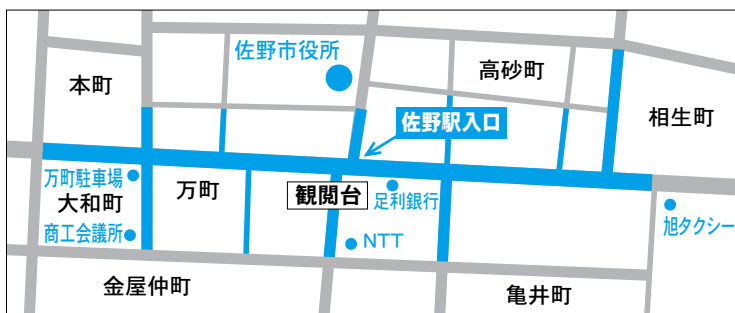 佐野市役所
高砂町
本町
相生町
佐野駅入口
万町駐車場
万町
観閲台
足利銀行
大和町
旭タクシー
商工会議所
NTT
金屋仲町
亀井町